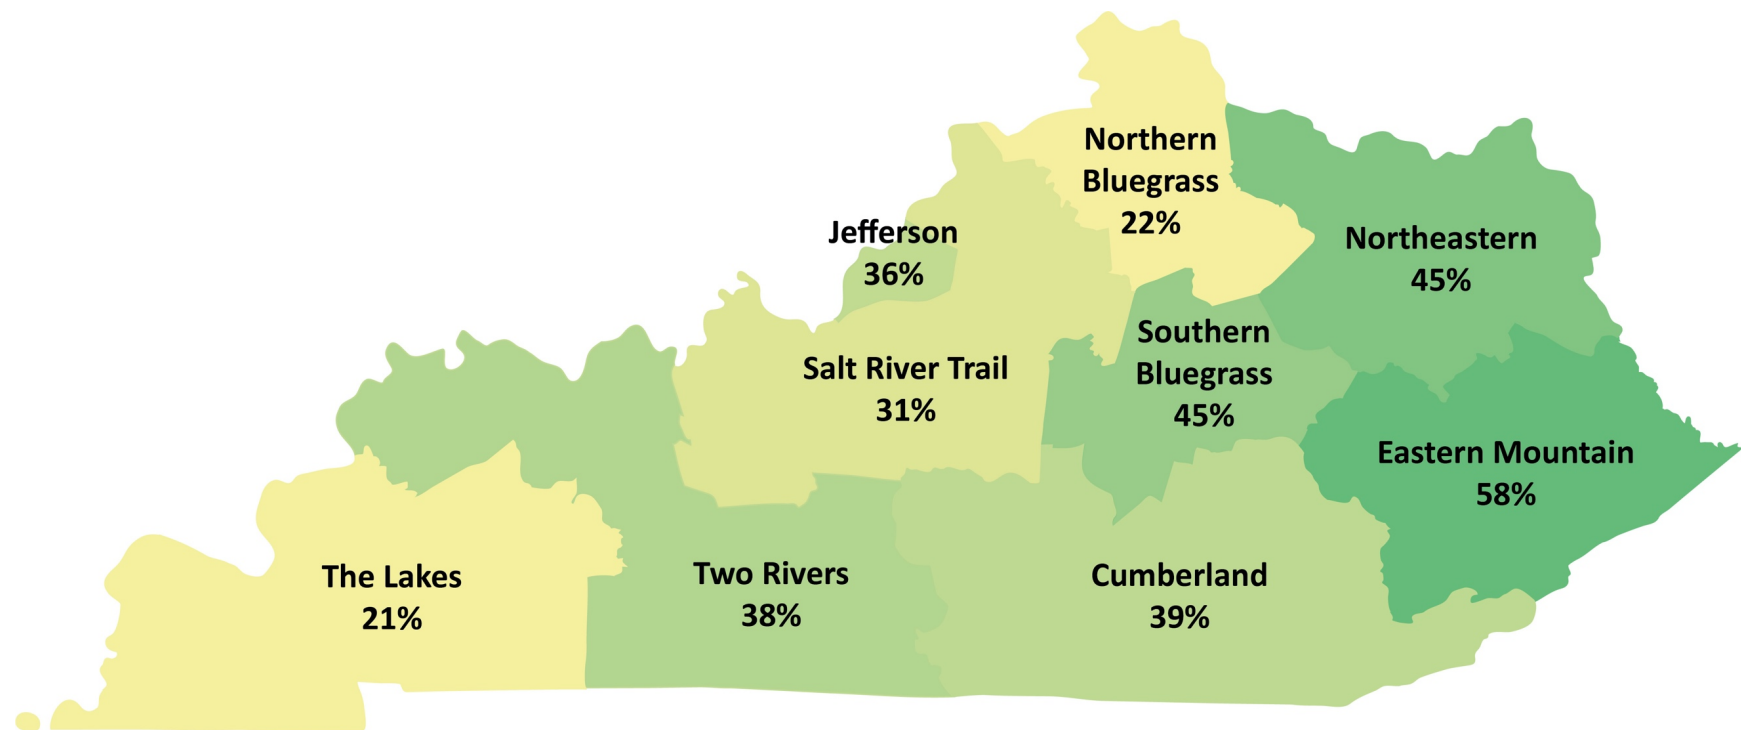 Northern
Bluegrass
22%
Jefferson
36%
Northeastern
45%
Salt River Trail
31%
Southern
Bluegrass
45%
Eastern Mountain
58%
The Lakes
21%
Two Rivers
38%
Cumberland
39%